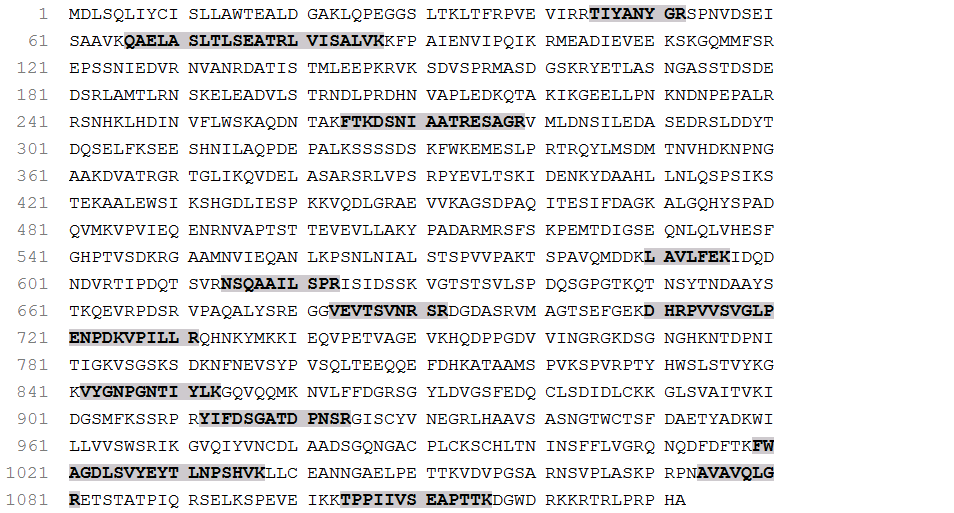 1 MDLSQLIYCI SLLAWTEALD GAKLQPEGGS LTKLTFRPVE VIRRTIYANY GRSPNVDSEI
61 SAAVKQAELA SLTLSEATRL VISALVKKFP AIENVIPQIK RMEADIEVEE KSKGQMMFSR
121 EPSSNIEDVR NVANRDATIS TMLEEPKRVK SDVSPRMASD GSKRYETLAS NGASSTDSDE
181 DSRLAMTLRN SKELEADVLS TRNDLPRDHN VAPLEDKQTA KIKGEELLPN KNDNPEPALR
241 RSNHKLHDIN VFLWSKAQDN TAKFTKDSNI AATRESAGRV MLDNSILEDA SEDRSLDDYT
301 DQSELFKSEE SHNILAQPDE PALKSSSSDS KFWKEMESLP RTRQYLMSDM TNVHDKNPNG
361 AAKDVATRGR TGLIKQVDEL ASARSRLVPS RPYEVLTSKI DENKYDAAHL LNLQSPSIKS
421 TEKAALEWSI KSHGDLIESP KKVQDLGRAE VVKAGSDPAQ ITESIFDAGK ALGQHYSPAD
481 QVMKVPVIEQ ENRNVAPTST TEVEVLLAKY PADARMRSFS KPEMTDIGSE QNLQLVHESF
541 GHPTVSDKRG AAMNVIEQAN LKPSNLNIAL STSPVVPAKT SPAVQMDDKL AVLFEKIDQD
601 NDVRTIPDQT SVRNSQAAIL SPRISIDSSK VGTSTSVLSP DQSGPGTKQT NSYTNDAAYS
661 TKQEVRPDSR VPAQALYSRE GGVEVTSVNR SRDGDASRVM AGTSEFGEKD HRPVVSVGLP
721 ENPDKVPILL RQHNKYMKKI EQVPETVAGE VKHQDPPGDV VINGRGKDSG NGHKNTDPNI
781 TIGKVSGSKS DKNFNEVSYP VSQLTEEQQE FDHKATAAMS PVKSPVRPTY HWSLSTVYKG
841 KVYGNPGNTI YLKGQVQQMK NVLFFDGRSG YLDVGSFEDQ CLSDIDLCKK GLSVAITVKI
901 DGSMFKSSRP RYIFDSGATD PNSRGISCYV NEGRLHAAVS ASNGTWCTSF DAETYADKWI
961 LLVVSWSRIK GVQIYVNCDL AADSGQNGAC PLCKSCHLTN INSFFLVGRQ NQDFDFTKFW
1021 AGDLSVYEYT LNPSHVKLLC EANNGAELPE TTKVDVPGSA RNSVPLASKP RPNAVAVQLG
1081 RETSTATPIQ RSELKSPEVE IKKTPPIIVS EAPTTKDGWD RKKRTRLPRP HA